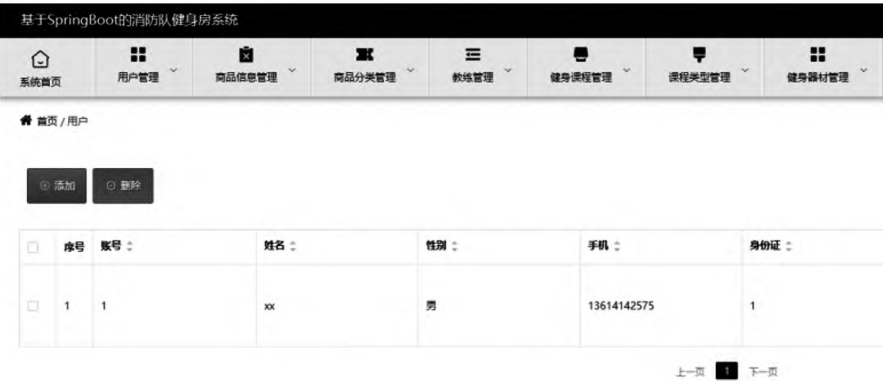 基于SpringBoot的消防队健身房系统
系统首页 用户管理 商品信息管理 商品分类管理 教练管理 健身课程管理 课程类型管理 健身器材管理
首页 / 用户
添加 删除
序号 账号 姓名 性别 手机 身份证
1 1 xx 男 13614142575 1
上一页 1 下一页